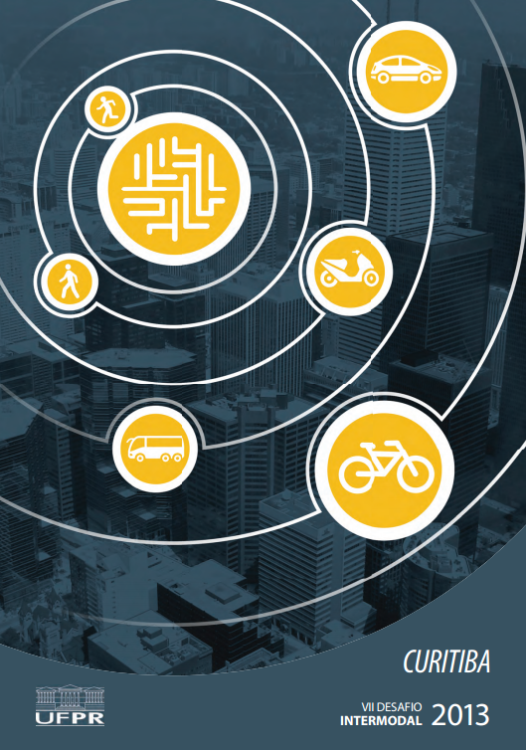 CURITIBA
UFPR
VII DESAFIO
INTERMODAL 2013